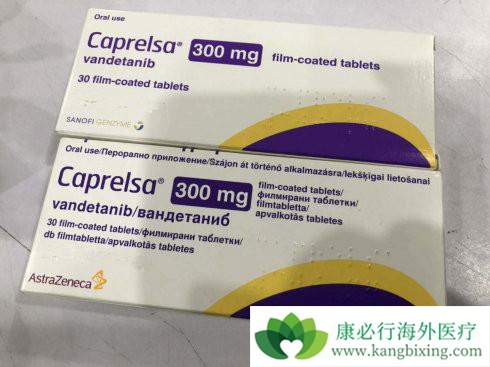 Oral use
Caprelsa® 300 mg film-coated tablets
vandetanib
30 film-coated tablets
SANOFI GENZYME
Oral use/Перорално приложение/Szájon át történő alkalmazásra/Iekšķīgai lietošanai
Caprelsa® 300 mg film-coated tablets/
филмирани таблетки/
filmtabletta/
apvalkotās tabletes
vandetanib/вандетаниб
30 film-coated tablets/филмирани таблетки/
db filmtabletta/apvalkotās tabletes
AstraZeneca
康必行海外医疗
www.kangbixing.com